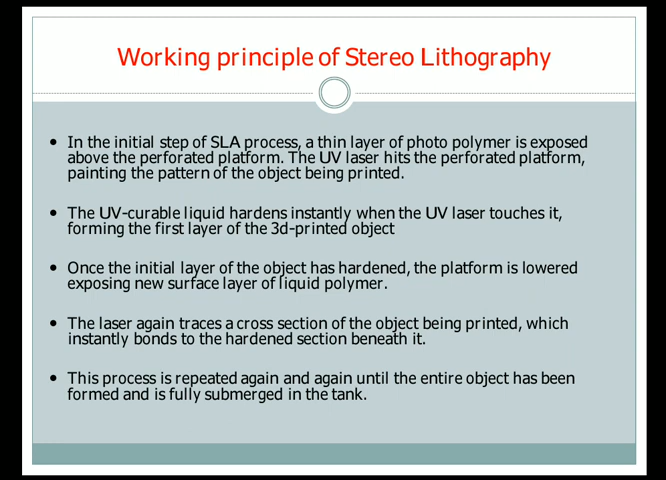 Working principle of Stereo Lithography
• In the initial step of SLA process, a thin layer of photo polymer is exposed
above the perforated platform. The UV laser hits the perforated platform,
painting the pattern of the object being printed.
• The UV-curable liquid hardens instantly when the UV laser touches it,
forming the first layer of the 3d-printed object
• Once the initial layer of the object has hardened, the platform is lowered
exposing new surface layer of liquid polymer.
• The laser again traces a cross section of the object being printed, which
instantly bonds to the hardened section beneath it.
• This process is repeated again and again until the entire object has been
formed and is fully submerged in the tank.